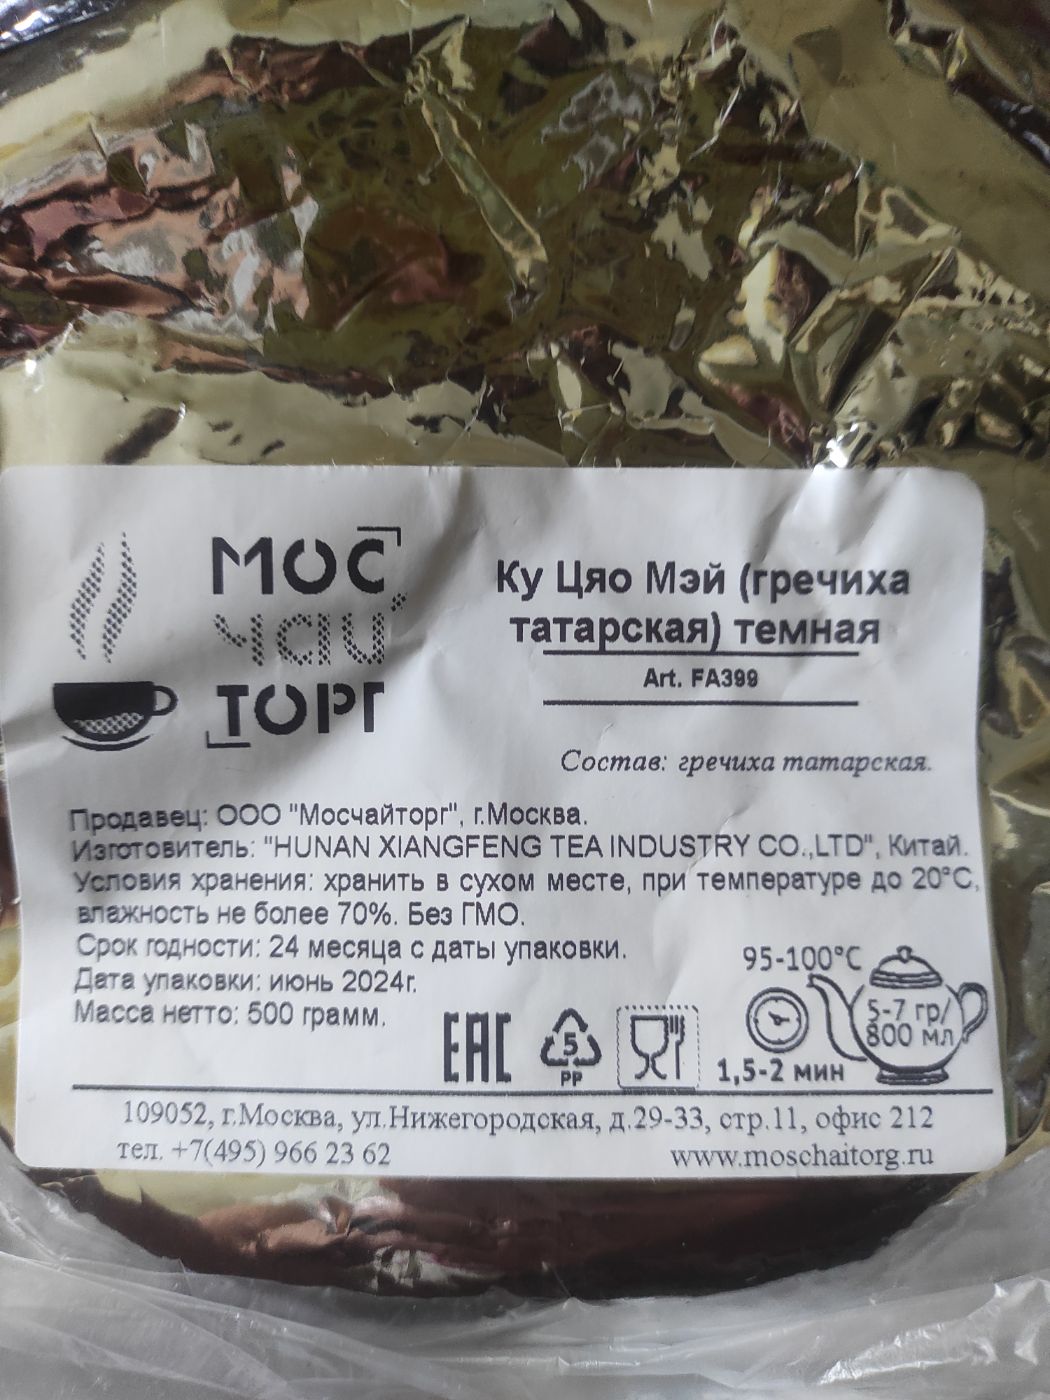 МОС
ЧАЙ
ТОРГ
Ку Цяо Мэй (гречиха
татарская) темная
Art. FA399
Состав: гречиха татарская.
Продавец: ООО "Мосчайторг", г.Москва.
Изготовитель: "HUNAN XIANGFENG TEA INDUSTRY CO.,LTD", Китай.
Условия хранения: хранить в сухом месте, при температуре до 20°С,
влажность не более 70%. Без ГМО.
Срок годности: 24 месяца с даты упаковки.
Дата упаковки: июнь 2024г.
Масса нетто: 500 грамм.
EAC
5
PP
95-100°C
5-7 гр/
800 мл
1,5-2 мин
109052, г.Москва, ул.Нижегородская, д.29-33, стр.11, офис 212
тел. +7(495) 966 23 62
www.moschaitorg.ru